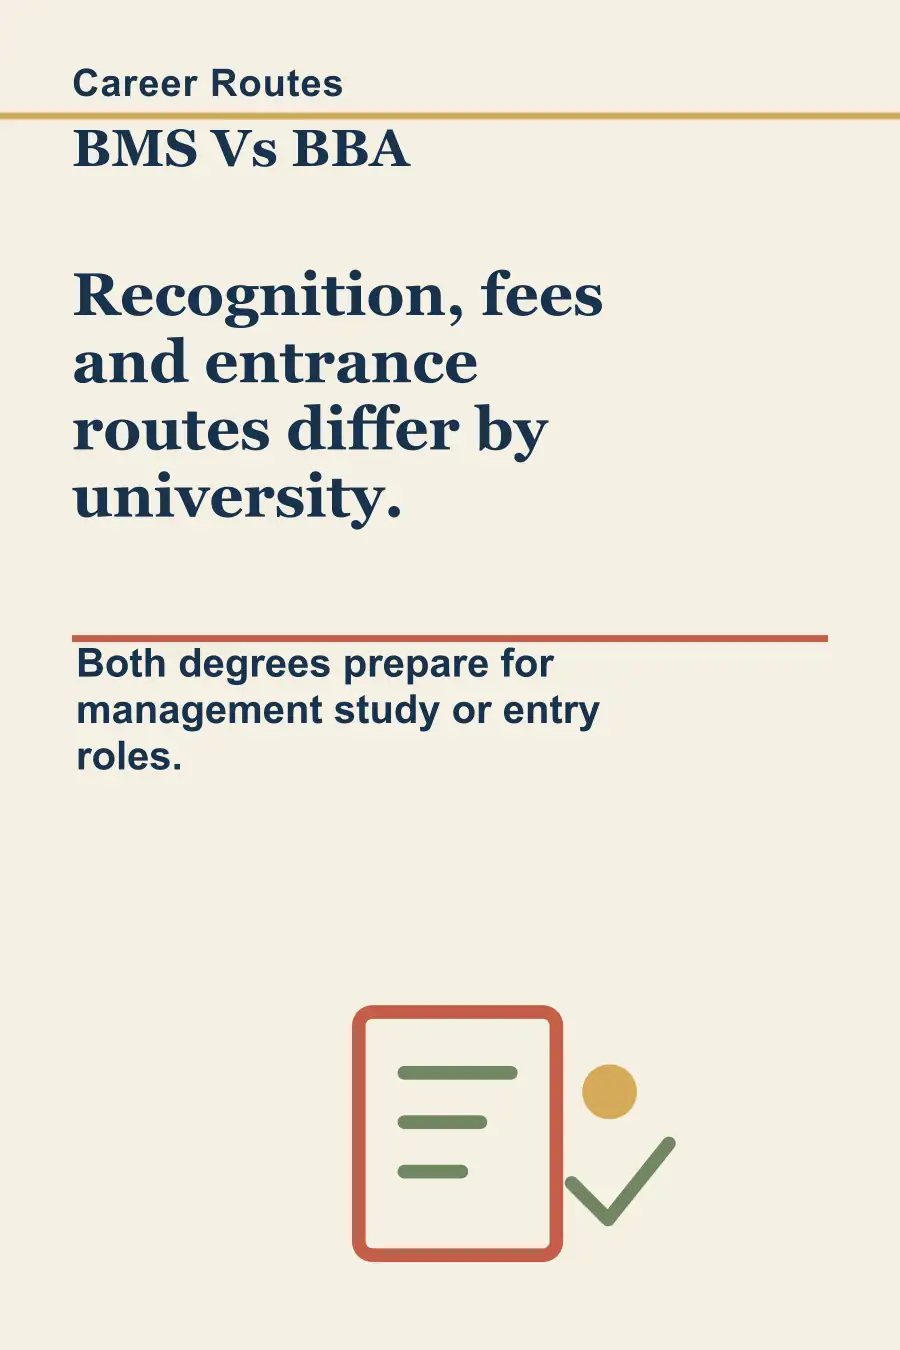 Career Routes
BMS Vs BBA
Recognition, fees
and entrance
routes differ by
university.
Both degrees prepare for
management study or entry
roles.